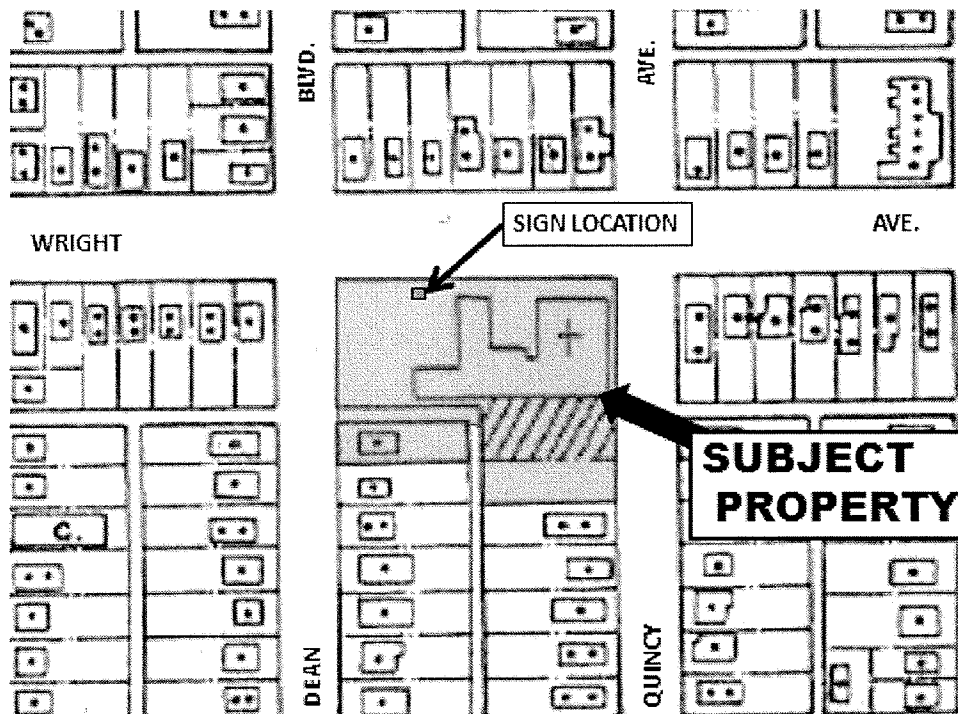 BLVD.
AVE.
SIGN LOCATION
WRIGHT
AVE.
SUBJECT
PROPERTY
C.
DEAN
QUINCY